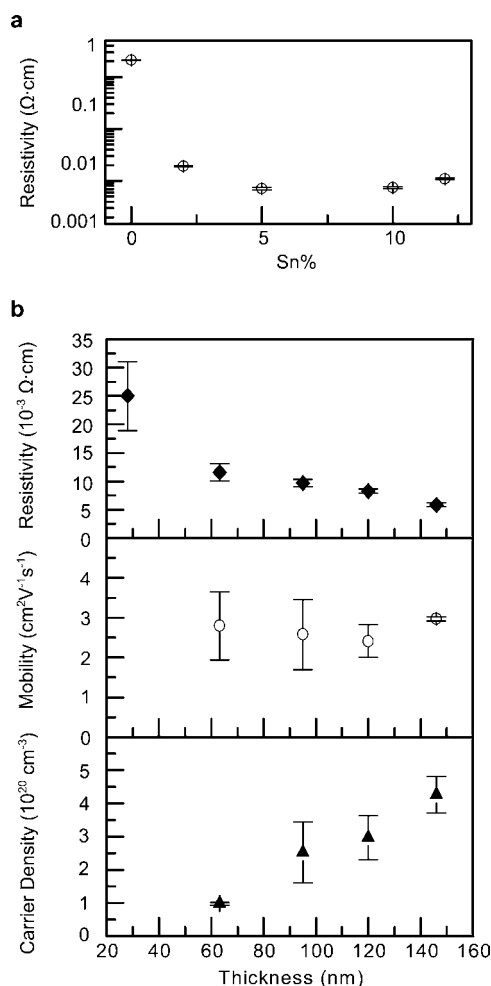 a
Resistivity (Ω·cm)
1
0.1
0.01
0.001
0 5 10
Sn%
b
Resistivity (10⁻³ Ω·cm)
35
30
25
20
15
10
5
0
Mobility (cm²V⁻¹s⁻¹)
4
3
2
1
0
Carrier Density (10²⁰ cm⁻³)
5
4
3
2
1
0
20 40 60 80 100 120 140 160
Thickness (nm)